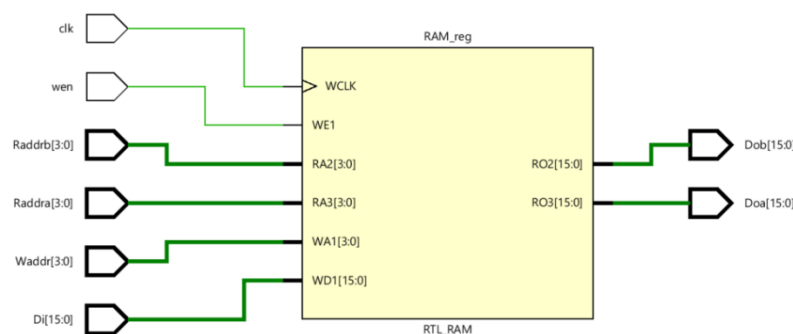 RAM_reg
clk
wen
Raddrb[3:0]
Raddra[3:0]
Waddr[3:0]
Di[15:0]
WCLK
WE1
RA2[3:0]
RA3[3:0]
WA1[3:0]
WD1[15:0]
RO2[15:0]
RO3[15:0]
Dob[15:0]
Doa[15:0]
RTL_RAM